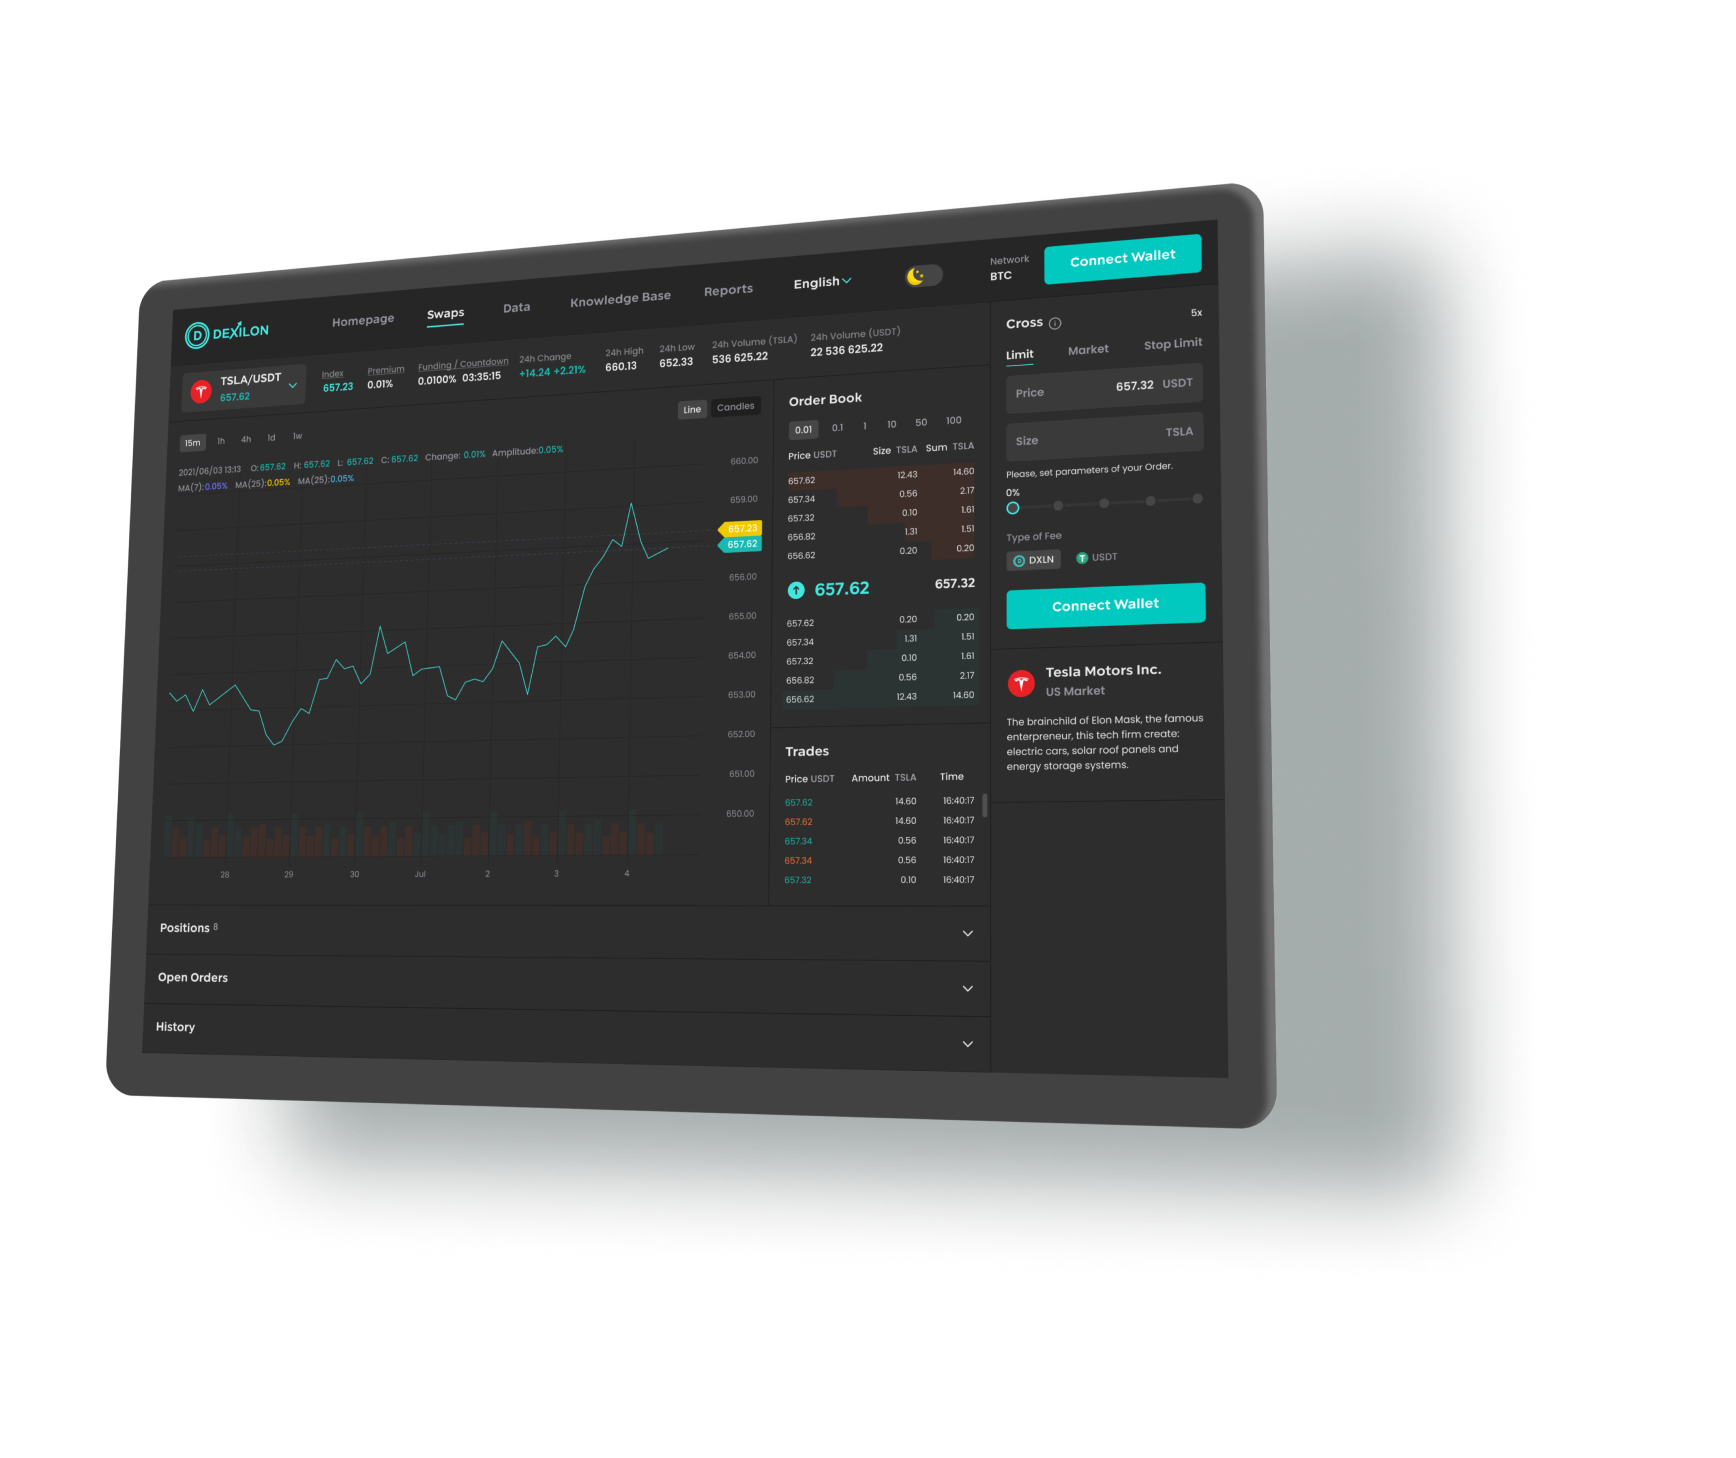 DEXILON
Homepage Swaps Data Knowledge Base Reports English
Network
BTC
Connect Wallet
TSLA/USDT
657.62
Index
657.23
Premium
0.01%
Funding / Countdown
0.0100% 03:35:15
24h Change
+14.24 +2.21%
24h High
660.13
24h Low
652.33
24h Volume (TSLA)
536 625.22
24h Volume (USDT)
22 536 625.22
15m 1h 4h 1d 1w
Line Candles
2021/06/03 13:13 O:657.62 H: 657.62 L: 657.62 C: 657.62 Change: 0.01% Amplitude:0.05%
MA(7):0.05% MA(25):0.05% MA(25):0.05%
660.00
659.00
657.23
657.62
656.00
655.00
654.00
653.00
652.00
651.00
650.00
28 29 30 Jul 2 3 4
Order Book
0.01 0.1 1 10 50 100
Price USDT Size TSLA Sum TSLA
657.62 12.43 14.60
657.34 0.56 2.17
657.32 0.10 1.61
656.82 1.31 1.51
656.62 0.20 0.20
657.62 657.32
657.62 0.20 0.20
657.34 1.31 1.51
657.32 0.10 1.61
656.82 0.56 2.17
656.62 12.43 14.60
Trades
Price USDT Amount TSLA Time
657.62 14.60 16:40:17
657.62 14.60 16:40:17
657.34 0.56 16:40:17
657.34 0.56 16:40:17
657.32 0.10 16:40:17
Cross 5x
Limit Market Stop Limit
Price 657.32 USDT
Size TSLA
Please, set parameters of your Order.
0%
Type of Fee
DXLN USDT
Connect Wallet
Tesla Motors Inc.
US Market
The brainchild of Elon Mask, the famous
enterpreneur, this tech firm create:
electric cars, solar roof panels and
energy storage systems.
Positions 8
Open Orders
History